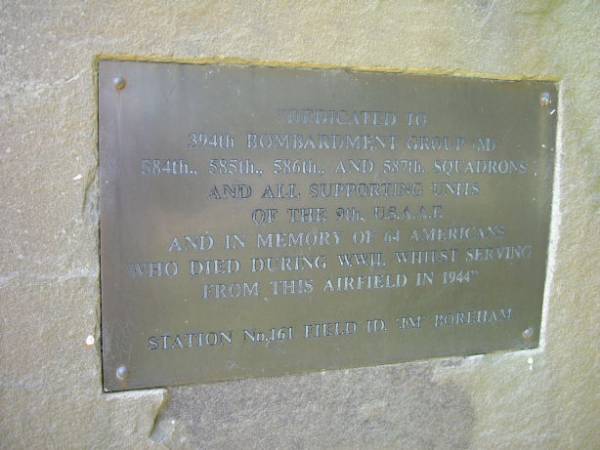 "DEDICATED TO
394th BOMBARDMENT GROUP (M)
584th., 585th., 586th., AND 587th. SQUADRONS
AND ALL SUPPORTING UNITS
OF THE 9th. U.S.A.A.F.
AND IN MEMORY OF 64 AMERICANS
WHO DIED DURING WWII, WHILST SERVING
FROM THIS AIRFIELD IN 1944"
STATION No.161 FIELD ID. 'JM' BOREHAM